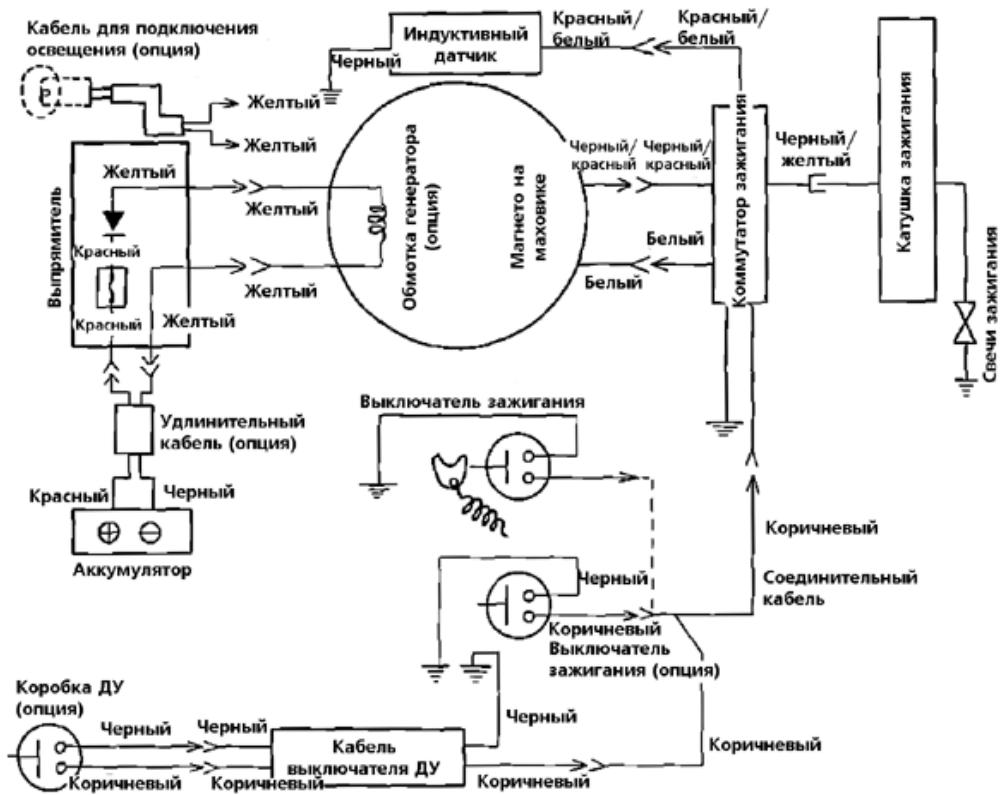 Кабель для подключения
освещения (опция)
P
Желтый
Желтый
Черный
Индуктивный
датчик
Красный/
белый
Красный/
белый
Выпрямитель
Желтый
Красный
Красный
Желтый
Желтый
Желтый
Обмотка генератора
(опция)
Магнето на
маховике
Черный/
красный
Черный/
красный
Белый
Белый
Коммутатор зажигания
Черный/
желтый
Катушка зажигания
Свечи зажигания
Удлинительный
кабель (опция)
Красный
Черный
Аккумулятор
Выключатель зажигания
Черный
Коричневый
Выключатель
зажигания (опция)
Коричневый
Соединительный
кабель
Коробка ДУ
(опция)
Черный
Черный
Коричневый
Коричневый
Кабель
выключателя ДУ
Черный
Коричневый
Коричневый